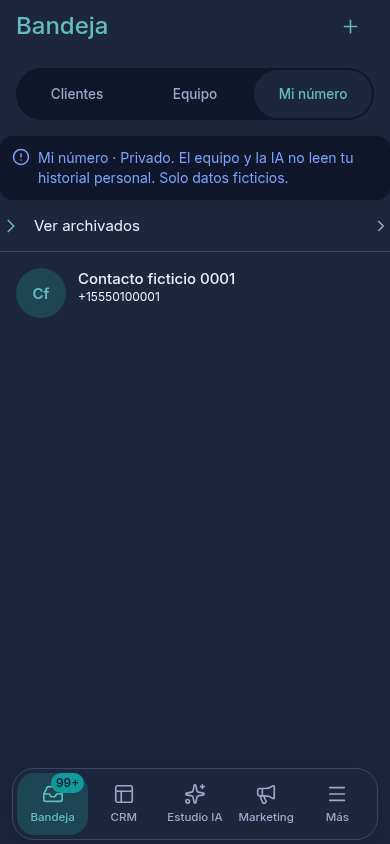 Bandeja
Clientes
Equipo
Mi número
Mi número · Privado. El equipo y la IA no leen tu
historial personal. Solo datos ficticios.
Ver archivados
Cf
Contacto ficticio 0001
+15550100001
99+
Bandeja
CRM
Estudio IA
Marketing
Más